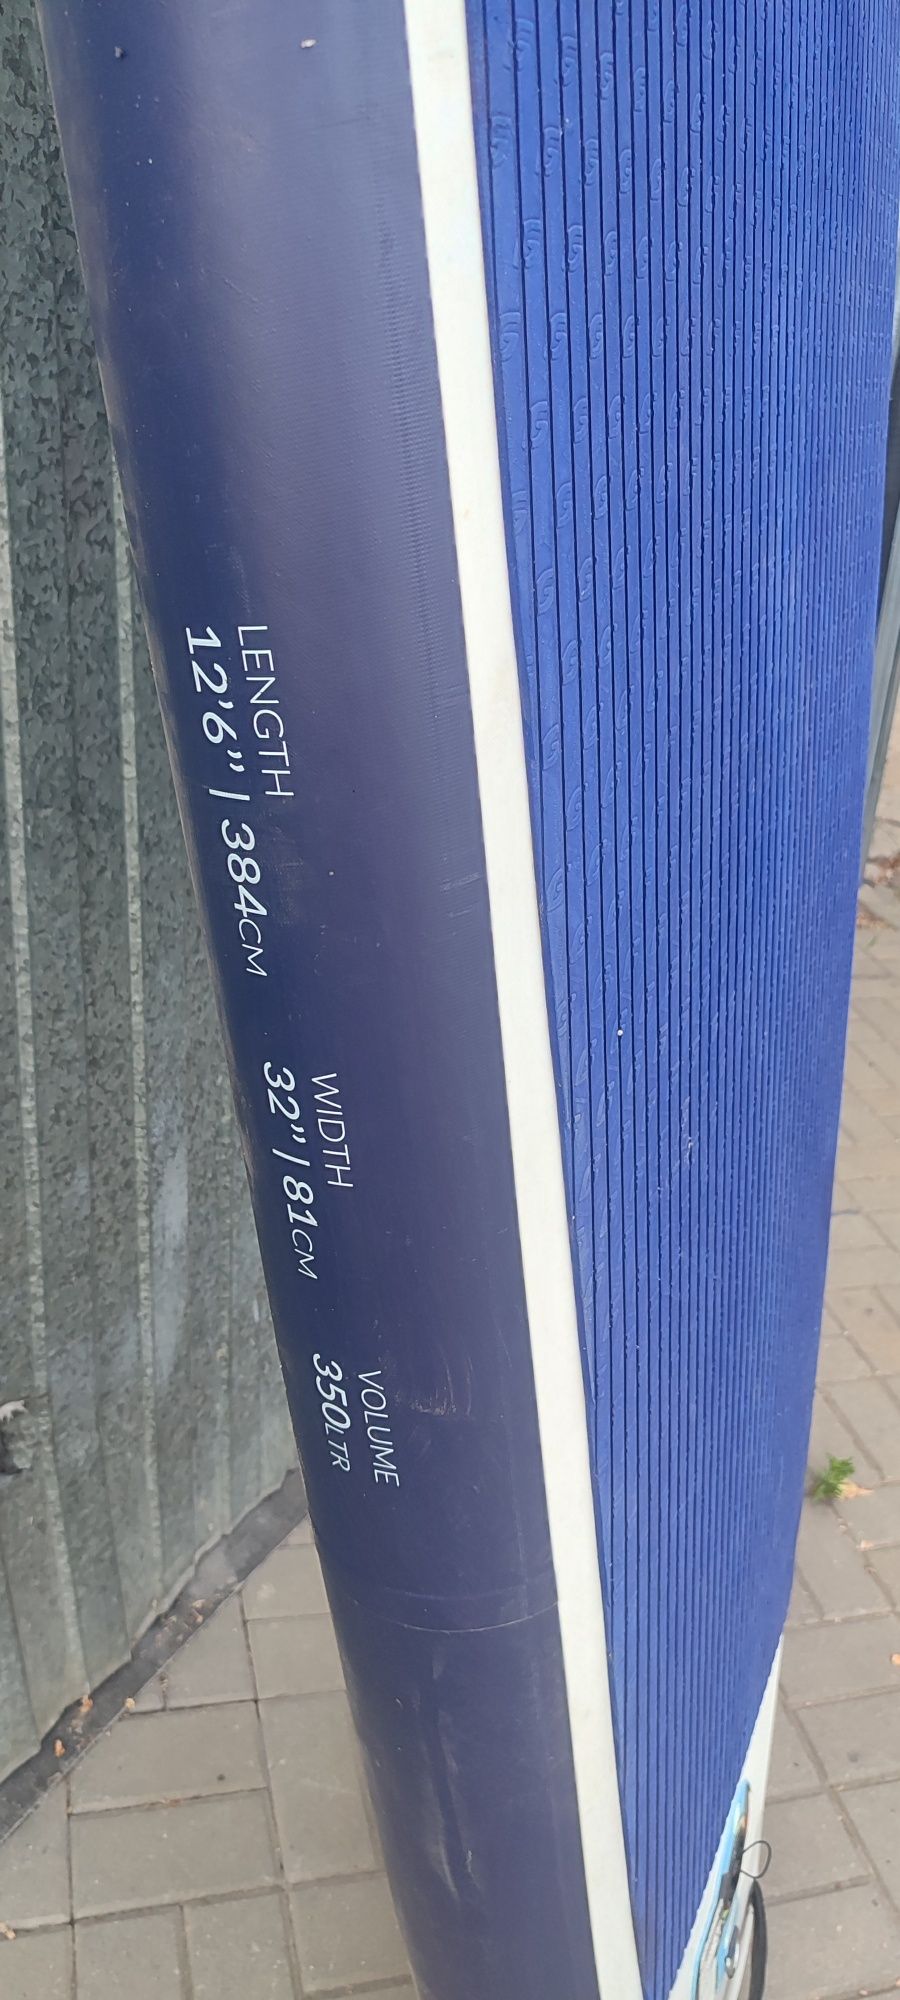 LENGTH
12'6" | 384CM
WIDTH
32" | 81CM
VOLUME
350LTR